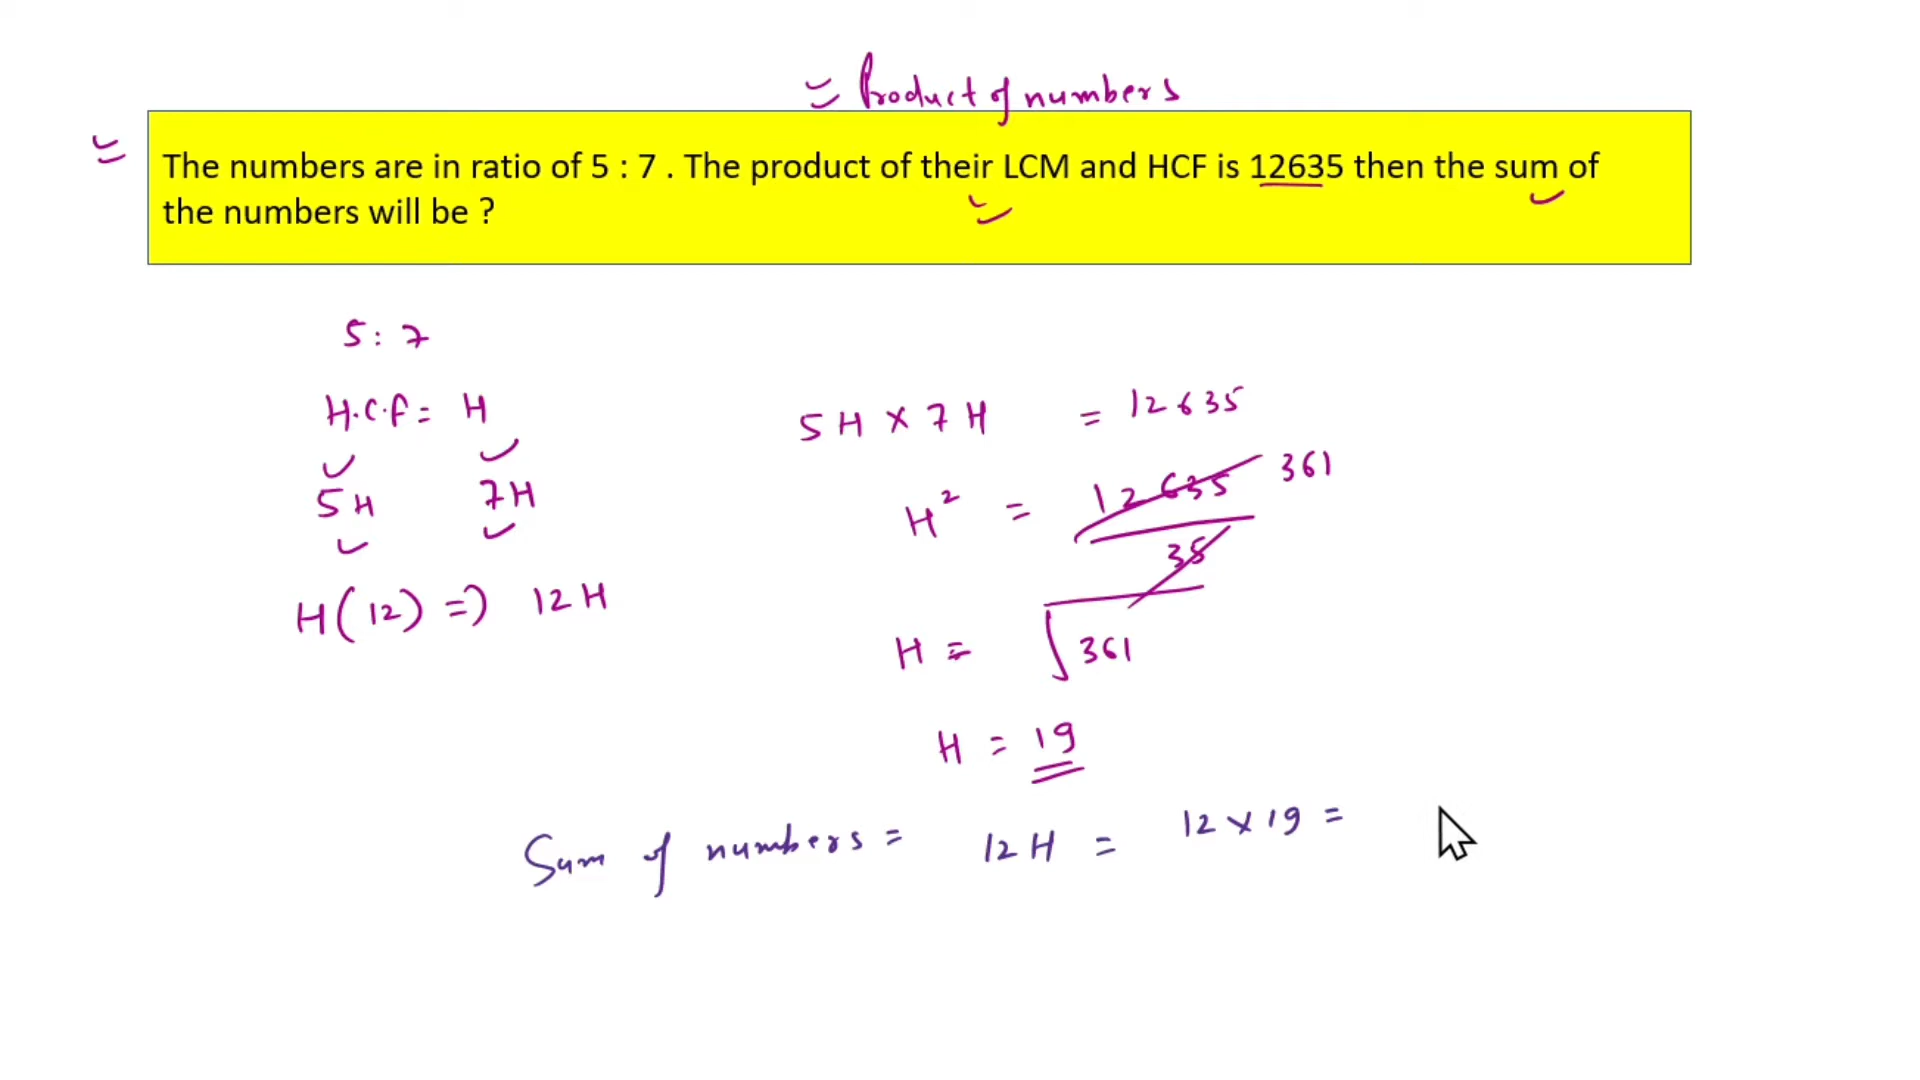 = Product of numbers
The numbers are in ratio of 5 : 7 . The product of their LCM and HCF is 12635 then the sum of
the numbers will be ?
5 : 7
H.C.F = H
5H 7H
H(12) => 12H
5H × 7H = 12635
H² = 12635 / 35 361
H = √361
H = 19
Sum of numbers = 12H = 12 × 19 =